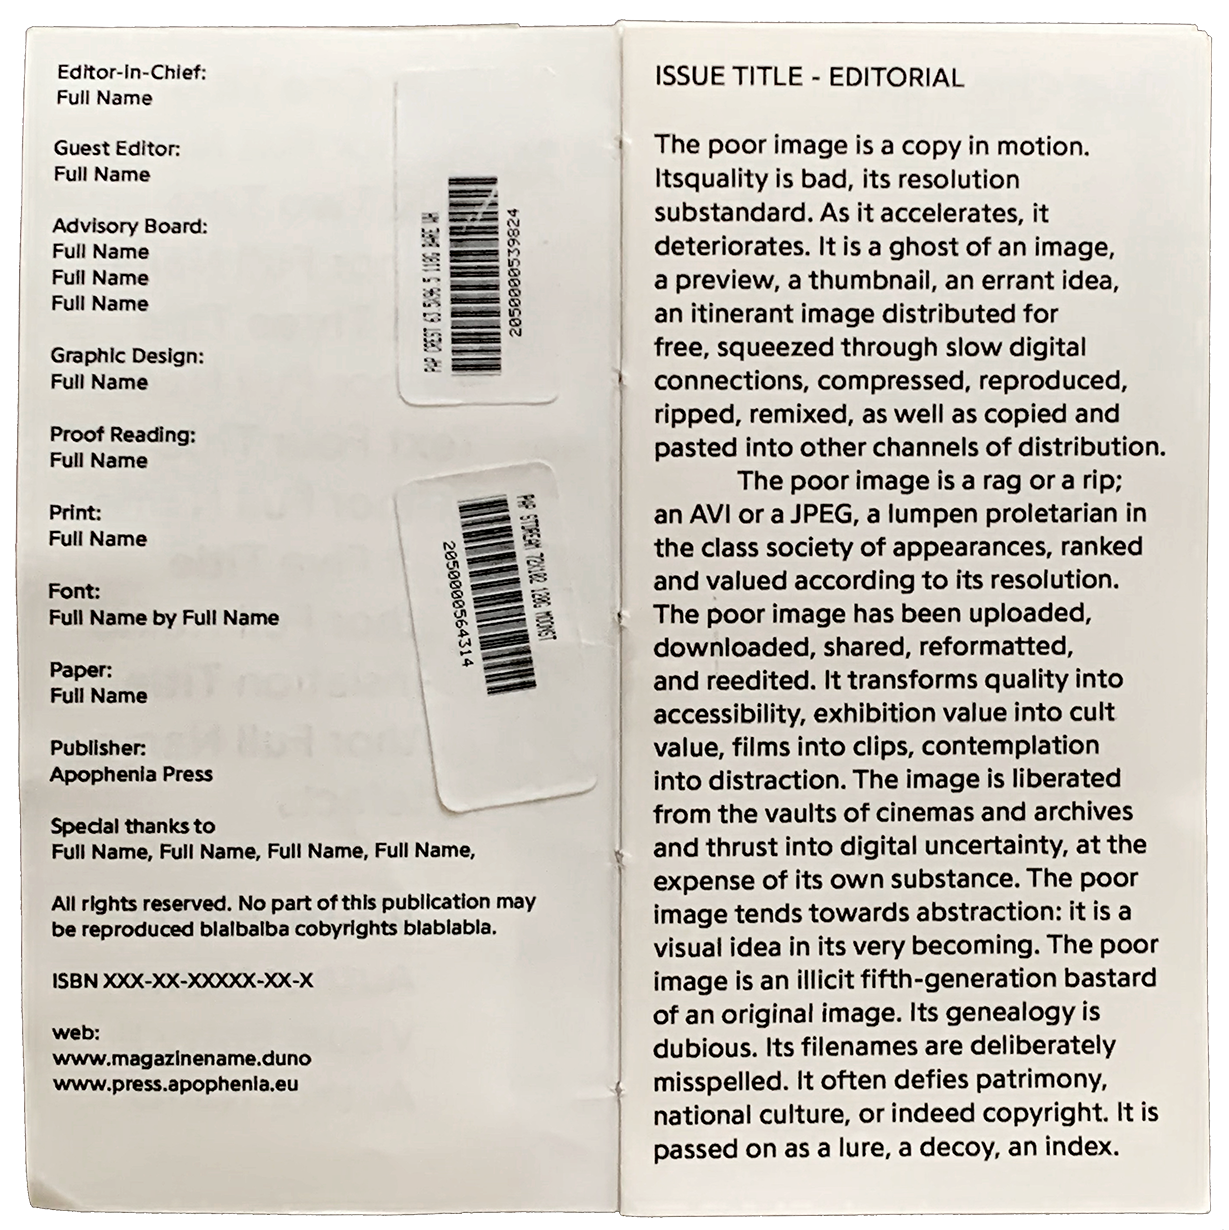 Editor-in-Chief:
Full Name
Guest Editor:
Full Name
Advisory Board:
Full Name
Full Name
Full Name
Graphic Design:
Full Name
Proof Reading:
Full Name
Print:
Full Name
Font:
Full Name by Full Name
Paper:
Full Name
Publisher:
Apophenia Press
Special thanks to
Full Name, Full Name, Full Name, Full Name,
All rights reserved. No part of this publication may
be reproduced blalbalba cobyrights blablabla.
ISBN XXX-XX-XXXXX-XX-X
web:
www.magazinename.duno
www.press.apophenia.eu
PAP CREST 63.5X96 5 110G BARE WH
2050000539824
PAP 72X102 120G
2050000564314
ISSUE TITLE - EDITORIAL
The poor image is a copy in motion.
Itsquality is bad, its resolution
substandard. As it accelerates, it
deteriorates. It is a ghost of an image,
a preview, a thumbnail, an errant idea,
an itinerant image distributed for
free, squeezed through slow digital
connections, compressed, reproduced,
ripped, remixed, as well as copied and
pasted into other channels of distribution.
The poor image is a rag or a rip;
an AVI or a JPEG, a lumpen proletarian in
the class society of appearances, ranked
and valued according to its resolution.
The poor image has been uploaded,
downloaded, shared, reformatted,
and reedited. It transforms quality into
accessibility, exhibition value into cult
value, films into clips, contemplation
into distraction. The image is liberated
from the vaults of cinemas and archives
and thrust into digital uncertainty, at the
expense of its own substance. The poor
image tends towards abstraction: it is a
visual idea in its very becoming. The poor
image is an illicit fifth-generation bastard
of an original image. Its genealogy is
dubious. Its filenames are deliberately
misspelled. It often defies patrimony,
national culture, or indeed copyright. It is
passed on as a lure, a decoy, an index.